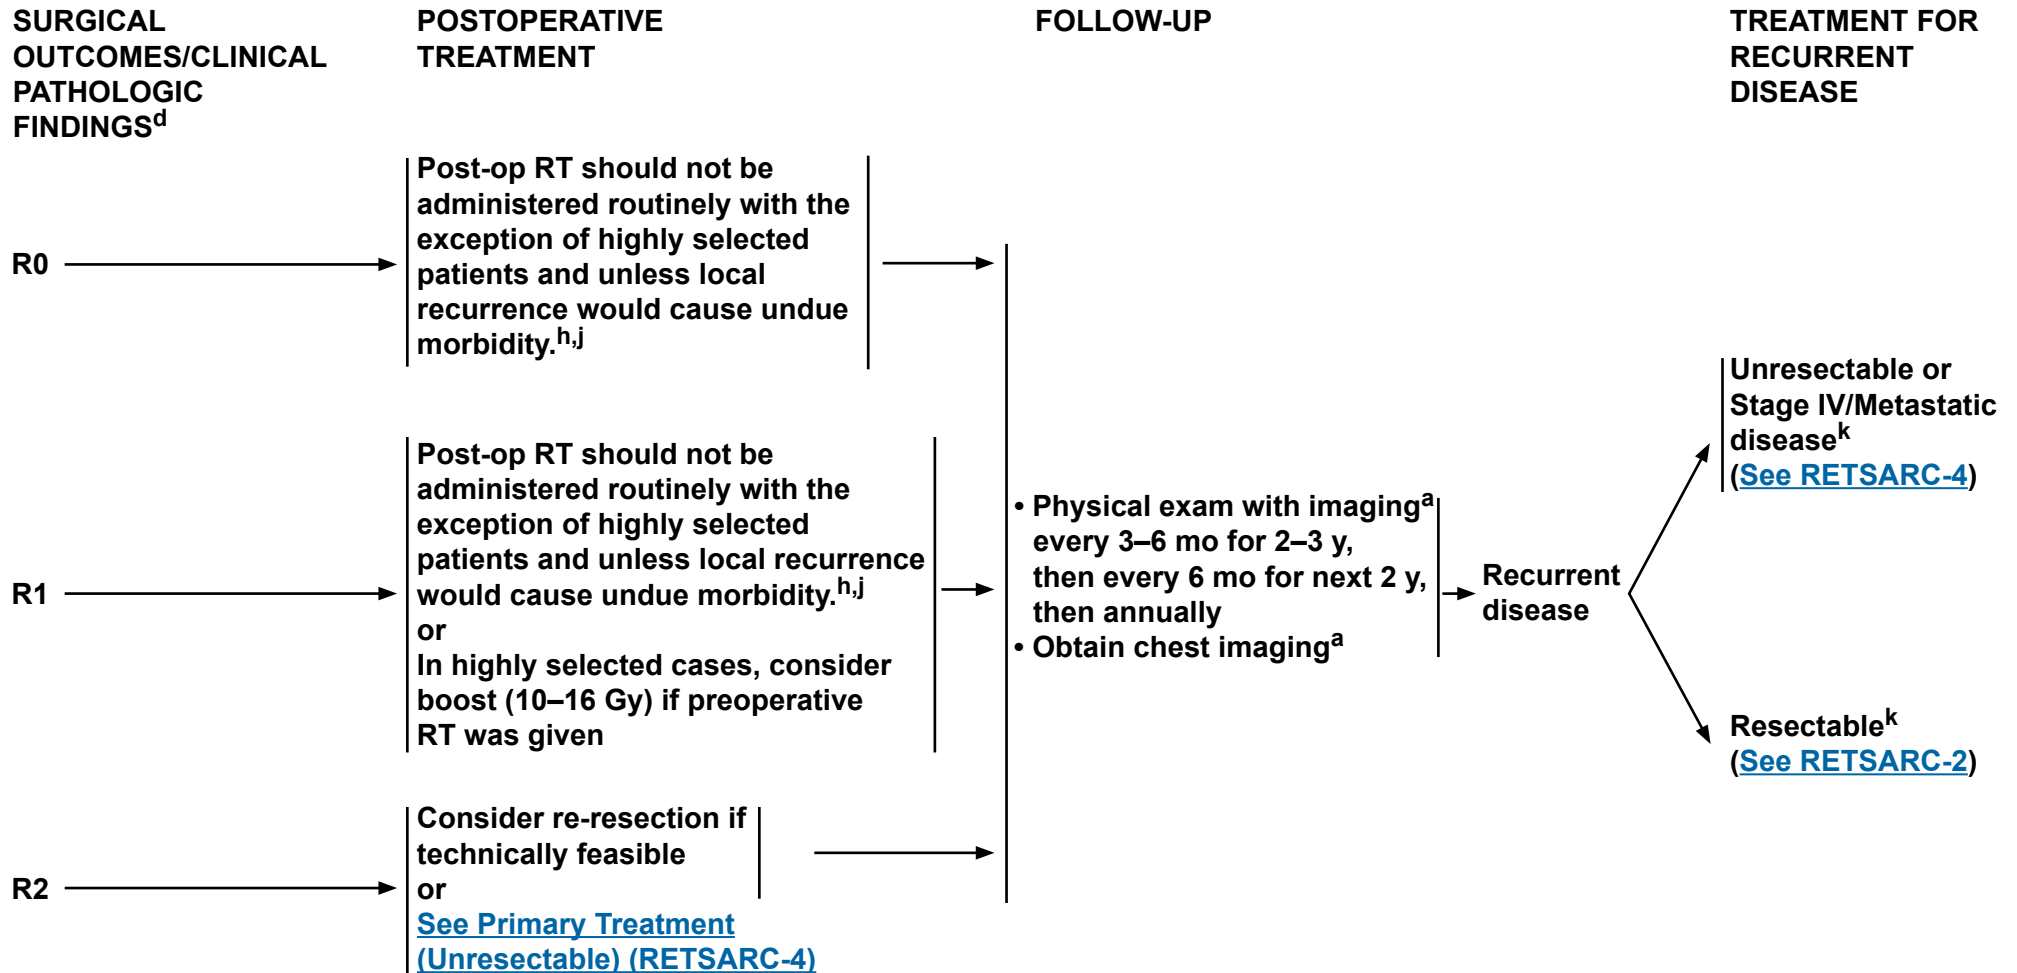 SURGICAL
OUTCOMES/CLINICAL
PATHOLOGIC
FINDINGSd
POSTOPERATIVE
TREATMENT
FOLLOW-UP
TREATMENT FOR
RECURRENT
DISEASE
R0
Post-op RT should not be
administered routinely with the
exception of highly selected
patients and unless local
recurrence would cause undue
morbidity.h,j
R1
Post-op RT should not be
administered routinely with the
exception of highly selected
patients and unless local recurrence
would cause undue morbidity.h,j
or
In highly selected cases, consider
boost (10–16 Gy) if preoperative
RT was given
R2
Consider re-resection if
technically feasible
or
See Primary Treatment
(Unresectable) (RETSARC-4)
• Physical exam with imaginga
every 3–6 mo for 2–3 y,
then every 6 mo for next 2 y,
then annually
• Obtain chest imaginga
Recurrent
disease
Unresectable or
Stage IV/Metastatic
diseasek
(See RETSARC-4)
Resectablek
(See RETSARC-2)